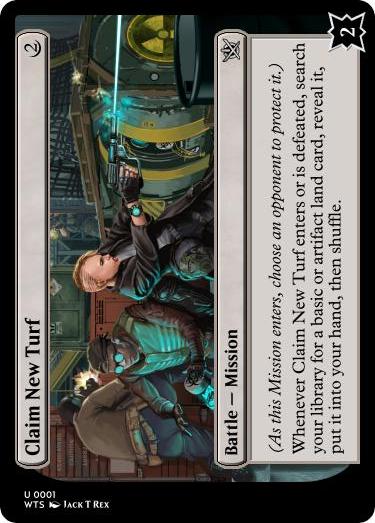 Claim New Turf 2
Battle — Mission
(As this Mission enters, choose an opponent to protect it.)
Whenever Claim New Turf enters or is defeated, search
your library for a basic or artifact land card, reveal it,
put it into your hand, then shuffle.
2
U 0001
WTS JACK T REX